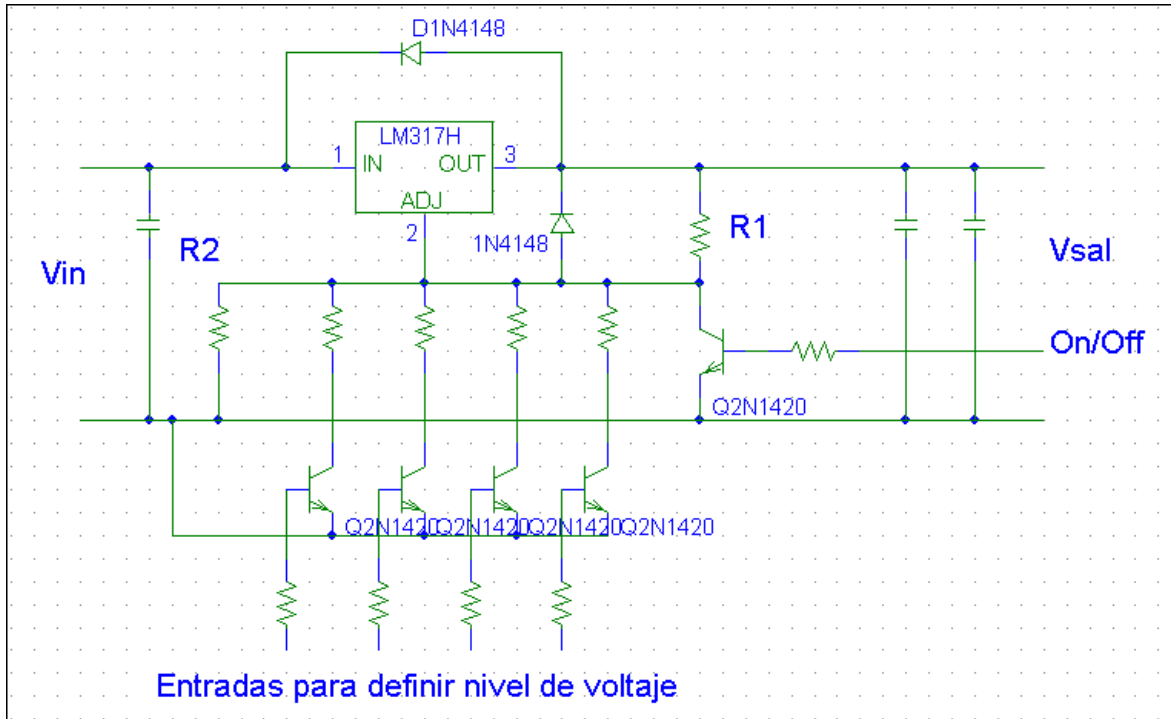 D1N4148
LM317H
1
IN
OUT
3
ADJ
2
1N4148
R2
R1
Vin
Vsal
On/Off
Q2N1420
Q2N1420
Q2N1420
Q2N1420
Q2N1420
Entradas para definir nivel de voltaje